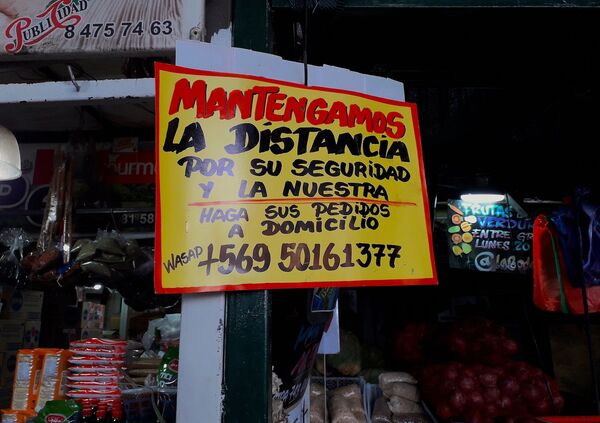 PUBLICIDAD
8 475 74 63
MANTENGAMOS
LA DISTANCIA
POR SU SEGURIDAD
Y LA NUESTRA
HAGA SUS PEDIDOS
A DOMICILIO
WASAP +569 50161377
FRUTAS Y
VERDUR
ENTRE
LUNES